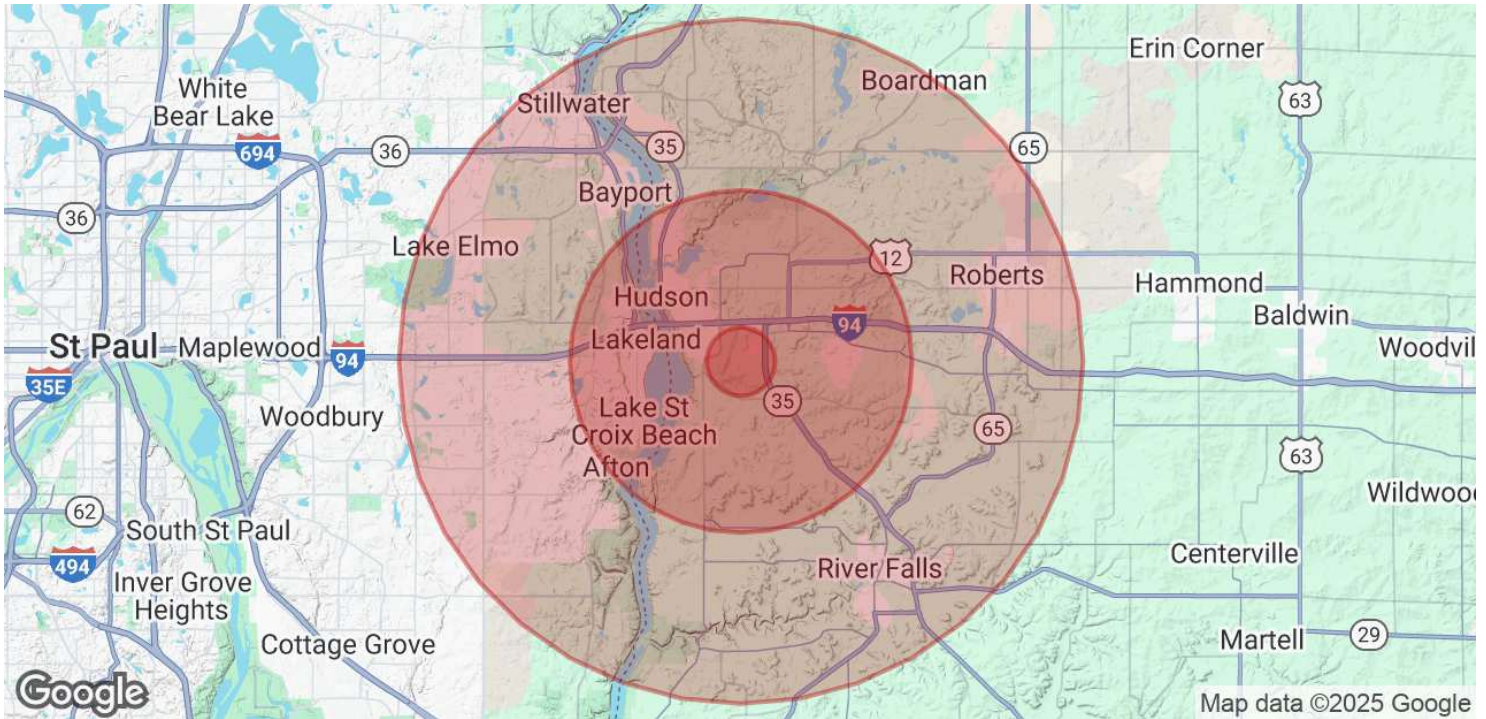 Erin Corner
White
Bear Lake
Boardman
63
Stillwater
694
36
35
65
Bayport
36
Lake Elmo
12
Roberts
Hammond
Hudson
Baldwin
94
St Paul
Maplewood
94
Lakeland
Woodvil
35E
Woodbury
35
Lake St
Croix Beach
65
Afton
63
Wildwood
62
South St Paul
494
Inver Grove
Heights
River Falls
Centerville
Cottage Grove
Martell
29
Google
Map data ©2025 Google